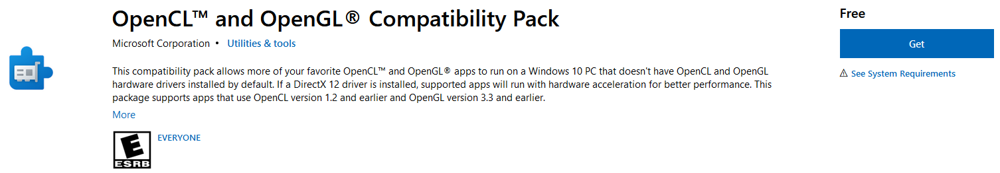 OpenCL™ and OpenGL® Compatibility Pack
Microsoft Corporation • Utilities & tools
This compatibility pack allows more of your favorite OpenCL™ and OpenGL® apps to run on a Windows 10 PC that doesn't have OpenCL and OpenGL
hardware drivers installed by default. If a DirectX 12 driver is installed, supported apps will run with hardware acceleration for better performance. This
package supports apps that use OpenCL version 1.2 and earlier and OpenGL version 3.3 and earlier.
More
E
ESRB
EVERYONE
Free
Get
See System Requirements